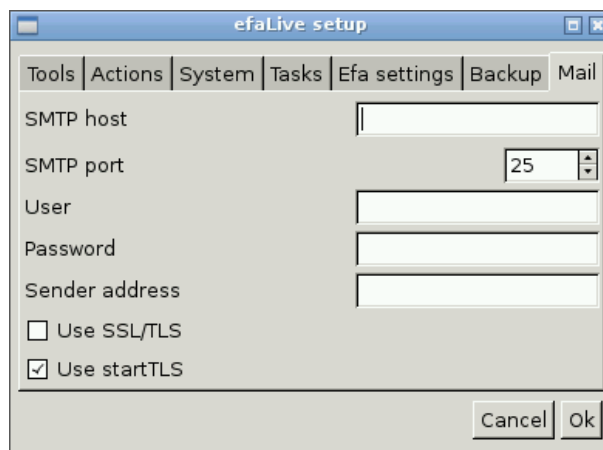 efaLive setup
Tools Actions System Tasks Efa settings Backup Mail
SMTP host
SMTP port 25
User
Password
Sender address
Use SSL/TLS
Use startTLS
Cancel Ok